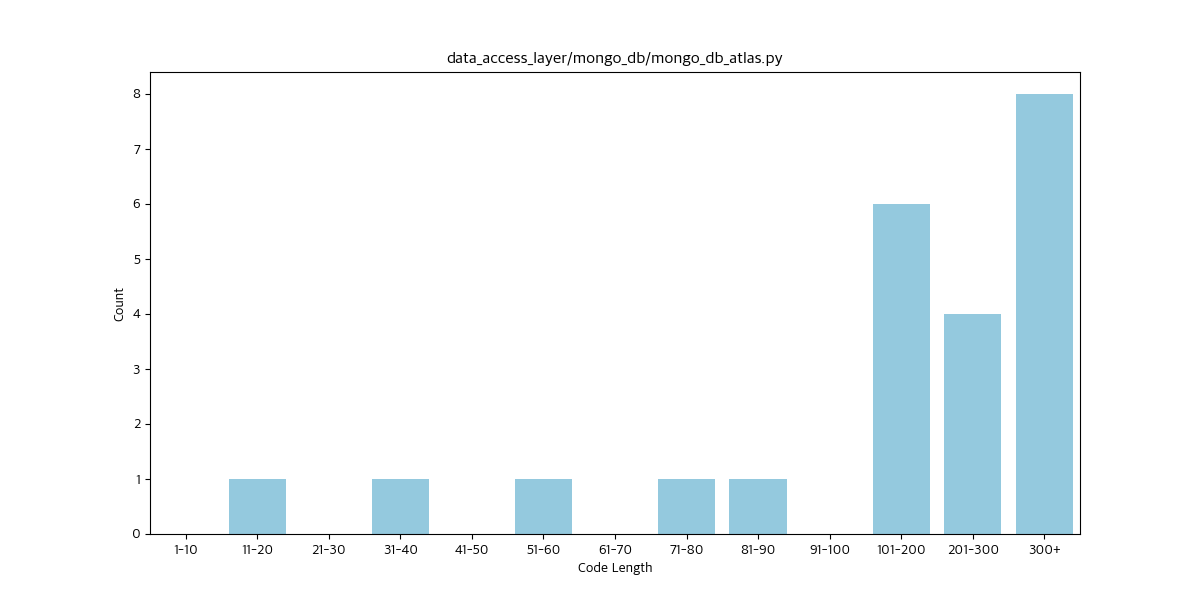 data_access_layer/mongo_db/mongo_db_atlas.py
8
7
6
5
4
3
2
1
0
Count
1-10 11-20 21-30 31-40 41-50 51-60 61-70 71-80 81-90 91-100 101-200 201-300 300+
Code Length